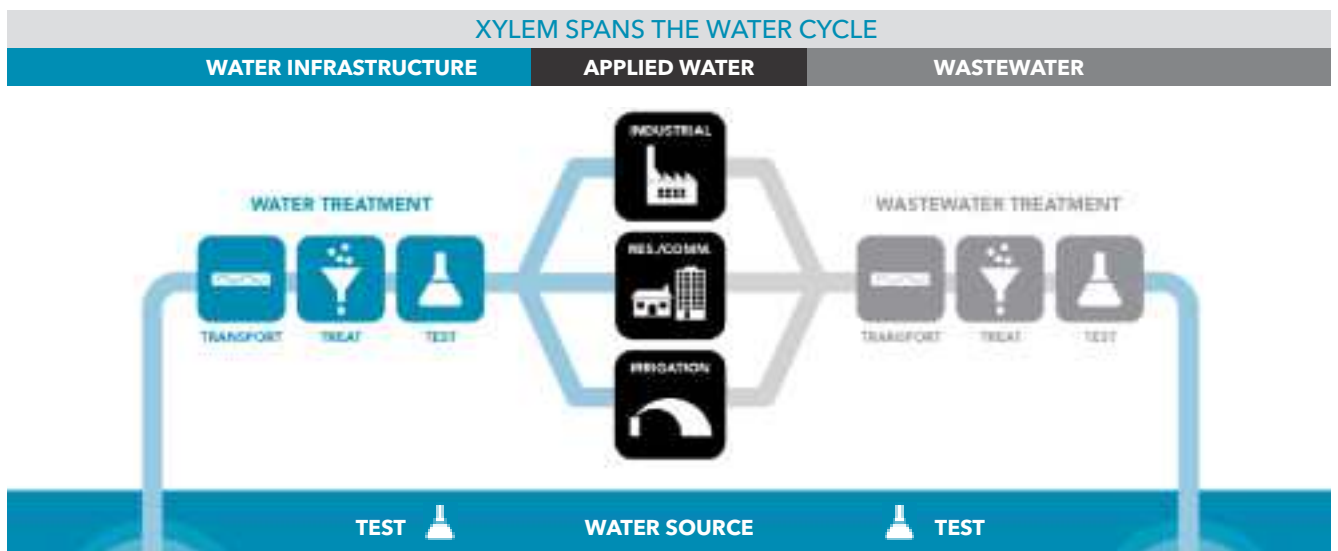 XYLEM SPANS THE WATER CYCLE
WATER INFRASTRUCTURE APPLIED WATER WASTEWATER
INDUSTRIAL
WATER TREATMENT WASTEWATER TREATMENT
RES./COMM.
TRANSPORT TREAT TEST TRANSPORT TREAT TEST
IRRIGATION
TEST WATER SOURCE TEST